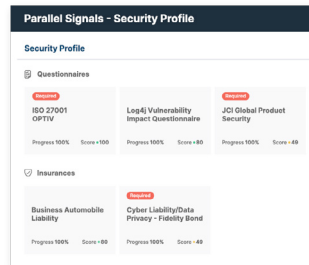 Parallel Signals - Security Profile
Security Profile
Questionnaires
Required
Required
ISO 27001
OPTIV
Log4j Vulnerability
Impact Questionnaire
JCI Global Product
Security
Progress 100% Score 100
Progress 100% Score 80
Progress 100% Score 49
Insurances
Required
Business Automobile
Liability
Cyber Liability/Data
Privacy - Fidelity Bond
Progress 100% Score 80
Progress 100% Score 49